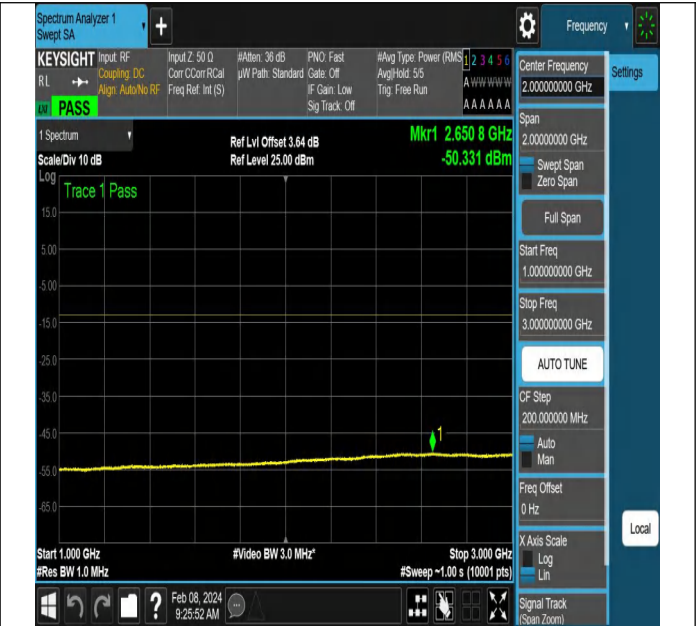 Spectrum Analyzer 1
Swept SA
+
Frequency
KEYSIGHT
RL
Input: RF
Coupling: DC
Align: Auto/No RF
Input Z: 50 Ω
Corr CCorr RCal
Freq Ref: Int (S)
#Atten: 36 dB
µW Path: Standard
PNO: Fast
Gate: Off
IF Gain: Low
Sig Track: Off
#Avg Type: Power (RMS
Avg|Hold: 5/5
Trig: Free Run
1 2 3 4 5 6
A W W W W W
A A A A A A
PASS
1 Spectrum
Scale/Div 10 dB
Ref Lvl Offset 3.64 dB
Ref Level 25.00 dBm
Mkr1 2.650 8 GHz
-50.331 dBm
Log
Trace 1 Pass
15.0
5.00
-5.00
-15.0
-25.0
-35.0
-45.0
-55.0
-65.0
1
Start 1.000 GHz
#Res BW 1.0 MHz
#Video BW 3.0 MHz*
Stop 3.000 GHz
#Sweep ~1.00 s (10001 pts)
Feb 08, 2024
9:25:52 AM
Center Frequency
2.000000000 GHz
Settings
Span
2.00000000 GHz
Swept Span
Zero Span
Full Span
Start Freq
1.000000000 GHz
Stop Freq
3.000000000 GHz
AUTO TUNE
CF Step
200.000000 MHz
Auto
Man
Freq Offset
0 Hz
X Axis Scale
Log
Lin
Local
Signal Track
(Span Zoom)